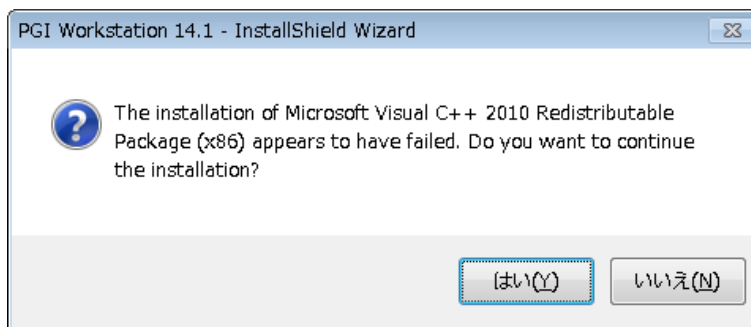 PGI Workstation 14.1 - InstallShield Wizard
The installation of Microsoft Visual C++ 2010 Redistributable
Package (x86) appears to have failed. Do you want to continue
the installation?
はい(Y)
いいえ(N)